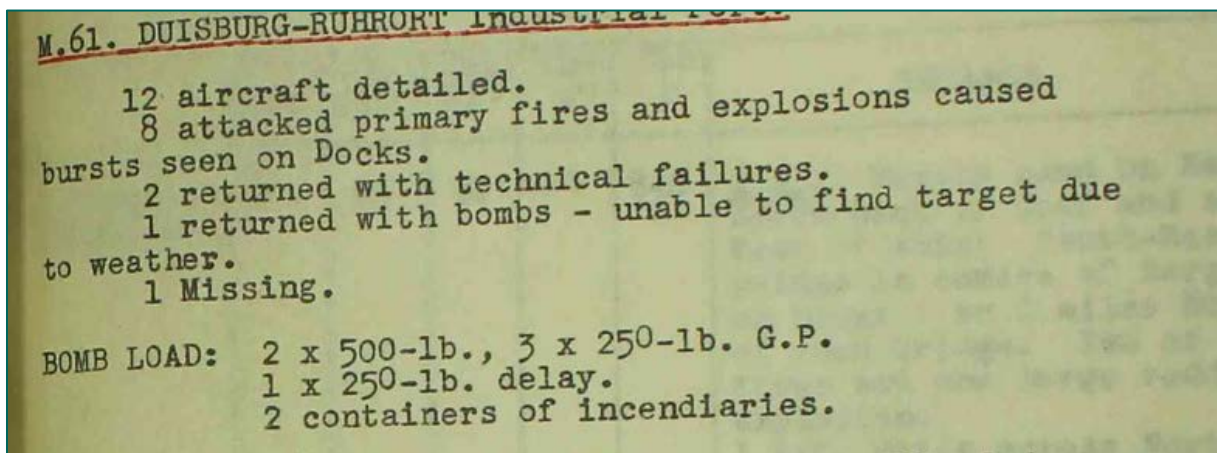 M.61. DUISBURG-RUHRORT Industrial Port
12 aircraft detailed.
8 attacked primary fires and explosions caused
bursts seen on Docks.
2 returned with technical failures.
1 returned with bombs - unable to find target due
to weather.
1 Missing.
BOMB LOAD: 2 x 500-lb., 3 x 250-lb. G.P.
1 x 250-lb. delay.
2 containers of incendiaries.